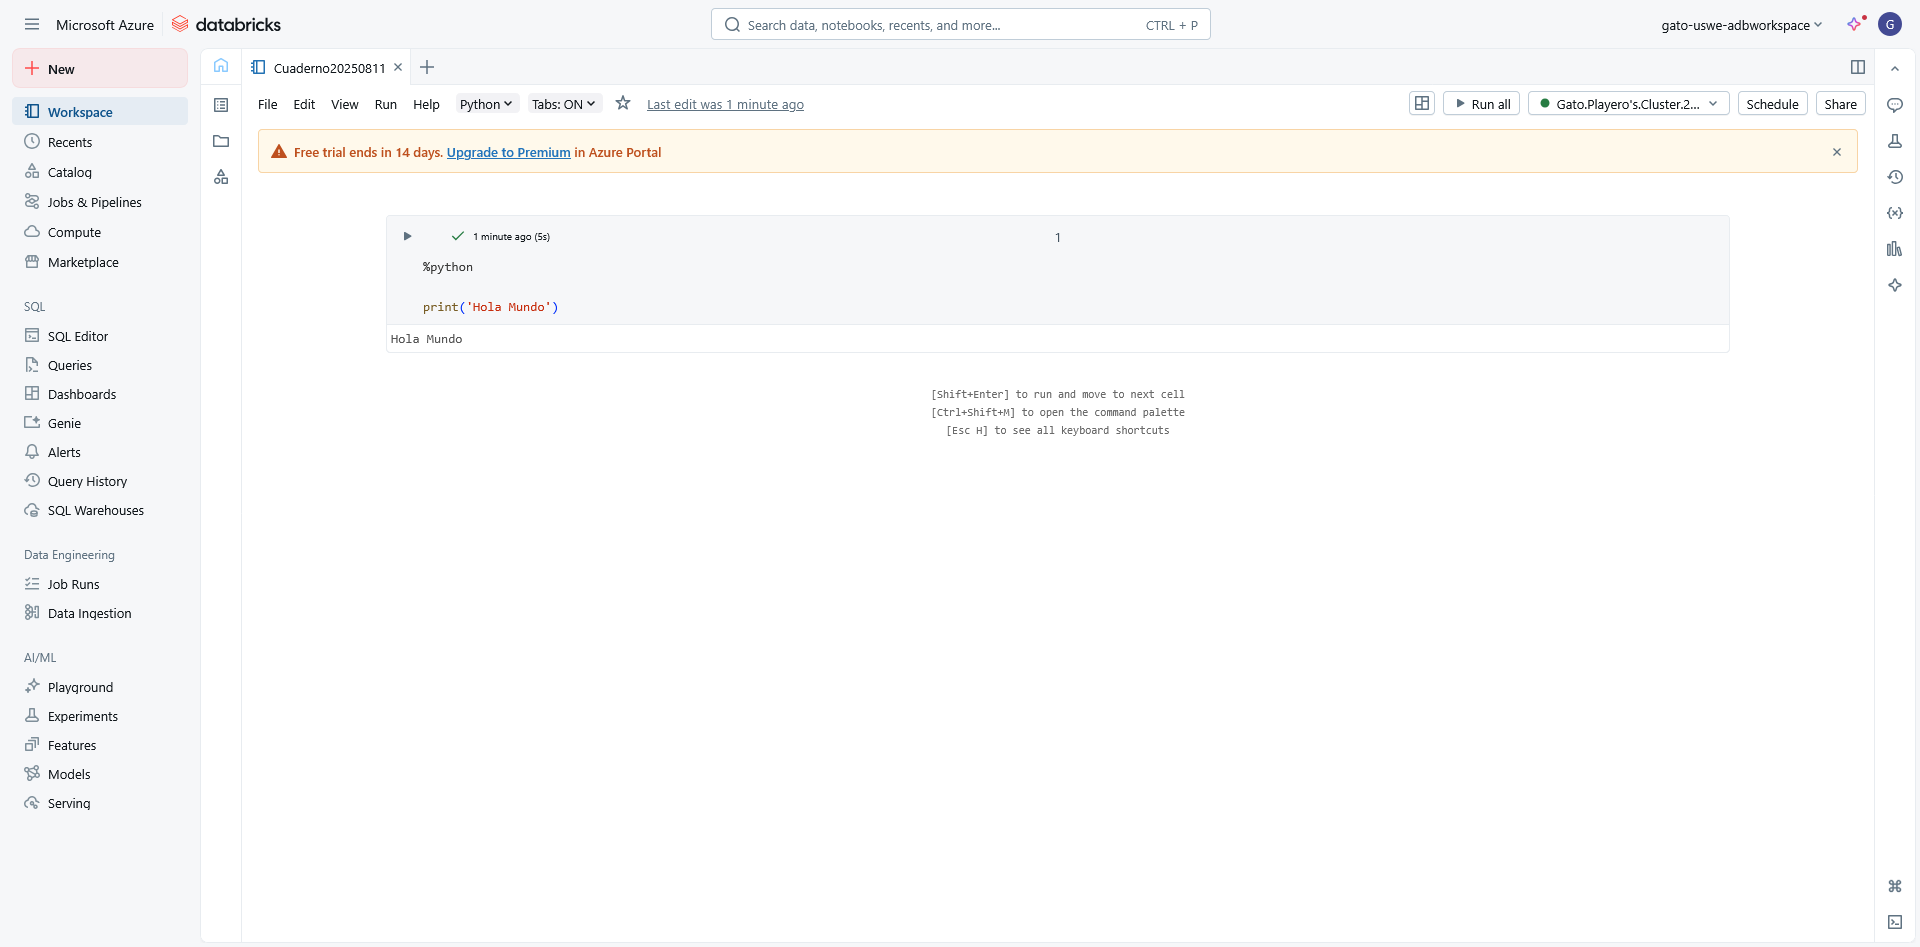 Microsoft Azure
databricks
Search data, notebooks, recents, and more...
CTRL + P
gato-uswe-adbworkspace
G
New
Workspace
Recents
Catalog
Jobs & Pipelines
Compute
Marketplace
SQL
SQL Editor
Queries
Dashboards
Genie
Alerts
Query History
SQL Warehouses
Data Engineering
Job Runs
Data Ingestion
AI/ML
Playground
Experiments
Features
Models
Serving
Cuaderno20250811
File Edit View Run Help Python Tabs: ON Last edit was 1 minute ago
Run all Gato.Playero's.Cluster.2... Schedule Share
Free trial ends in 14 days. Upgrade to Premium in Azure Portal
1 minute ago (5s)
1
%python
print('Hola Mundo')
Hola Mundo
[Shift+Enter] to run and move to next cell
[Ctrl+Shift+M] to open the command palette
[Esc H] to see all keyboard shortcuts